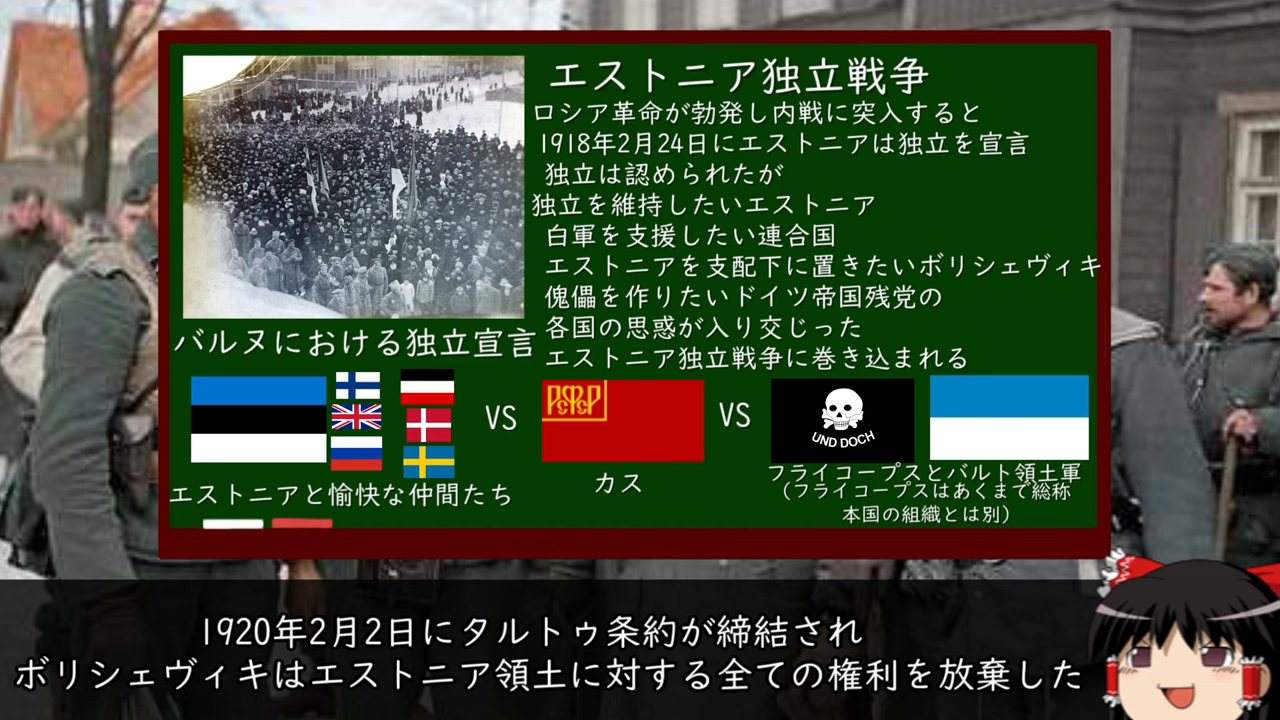 エストニア独立戦争
ロシア革命が勃発し内戦に突入すると
1918年2月24日にエストニアは独立を宣言
独立は認められたが
独立を維持したいエストニア
白軍を支援したい連合国
エストニアを支配下に置きたいボリシェヴィキ
傀儡を作りたいドイツ帝国残党の
各国の思惑が入り交じった
エストニア独立戦争に巻き込まれる
バルヌにおける独立宣言
VS
РСФСР
VS
UND DOCH
エストニアと愉快な仲間たち
カス
フライコープスとバルト領土軍
(フライコープスはあくまで総称
本国の組織とは別)
1920年2月2日にタルトゥ条約が締結され
ボリシェヴィキはエストニア領土に対する全ての権利を放棄した